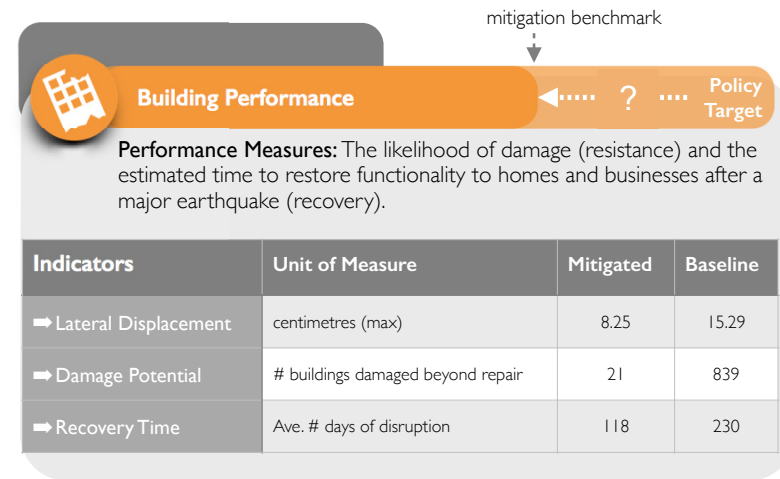 mitigation benchmark
Building Performance
?
Policy
Target
Performance Measures: The likelihood of damage (resistance) and the
estimated time to restore functionality to homes and businesses after a
major earthquake (recovery).
Indicators Unit of Measure Mitigated Baseline
➡ Lateral Displacement centimetres (max) 8.25 15.29
➡ Damage Potential # buildings damaged beyond repair 21 839
➡ Recovery Time Ave. # days of disruption 118 230